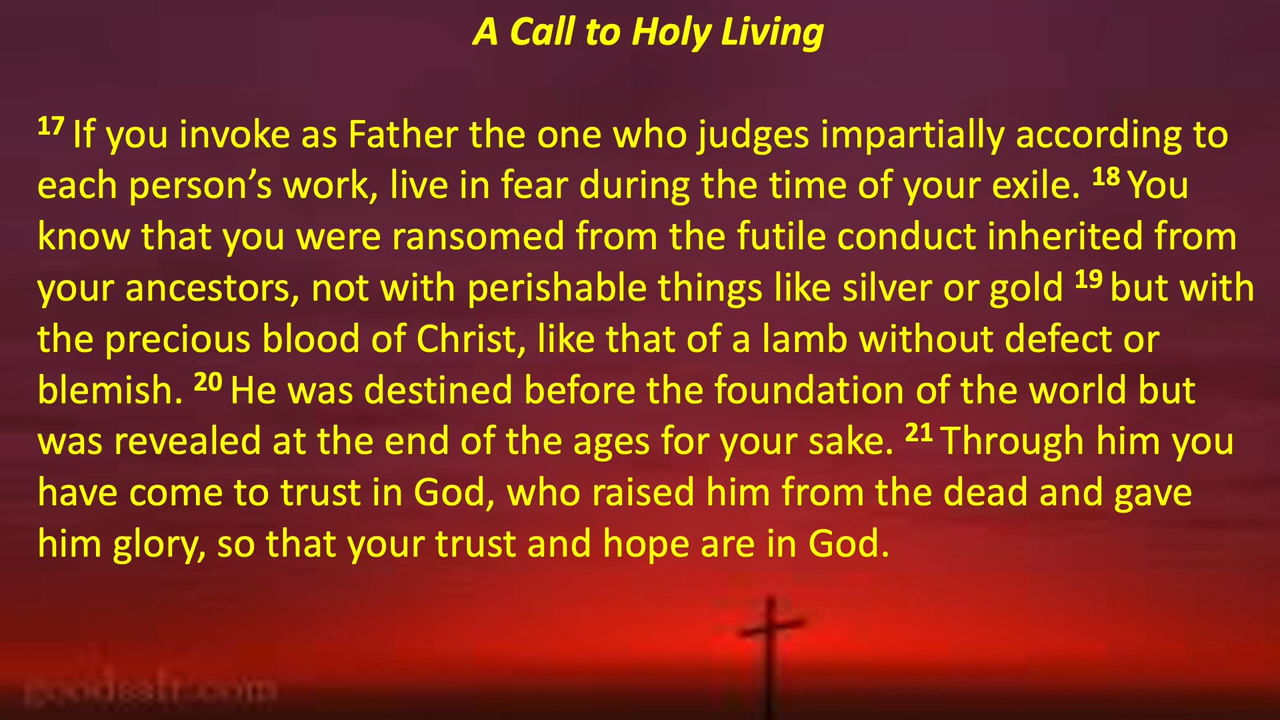 A Call to Holy Living
17 If you invoke as Father the one who judges impartially according to
each person’s work, live in fear during the time of your exile. 18 You
know that you were ransomed from the futile conduct inherited from
your ancestors, not with perishable things like silver or gold 19 but with
the precious blood of Christ, like that of a lamb without defect or
blemish. 20 He was destined before the foundation of the world but
was revealed at the end of the ages for your sake. 21 Through him you
have come to trust in God, who raised him from the dead and gave
him glory, so that your trust and hope are in God.
goodsalt.com